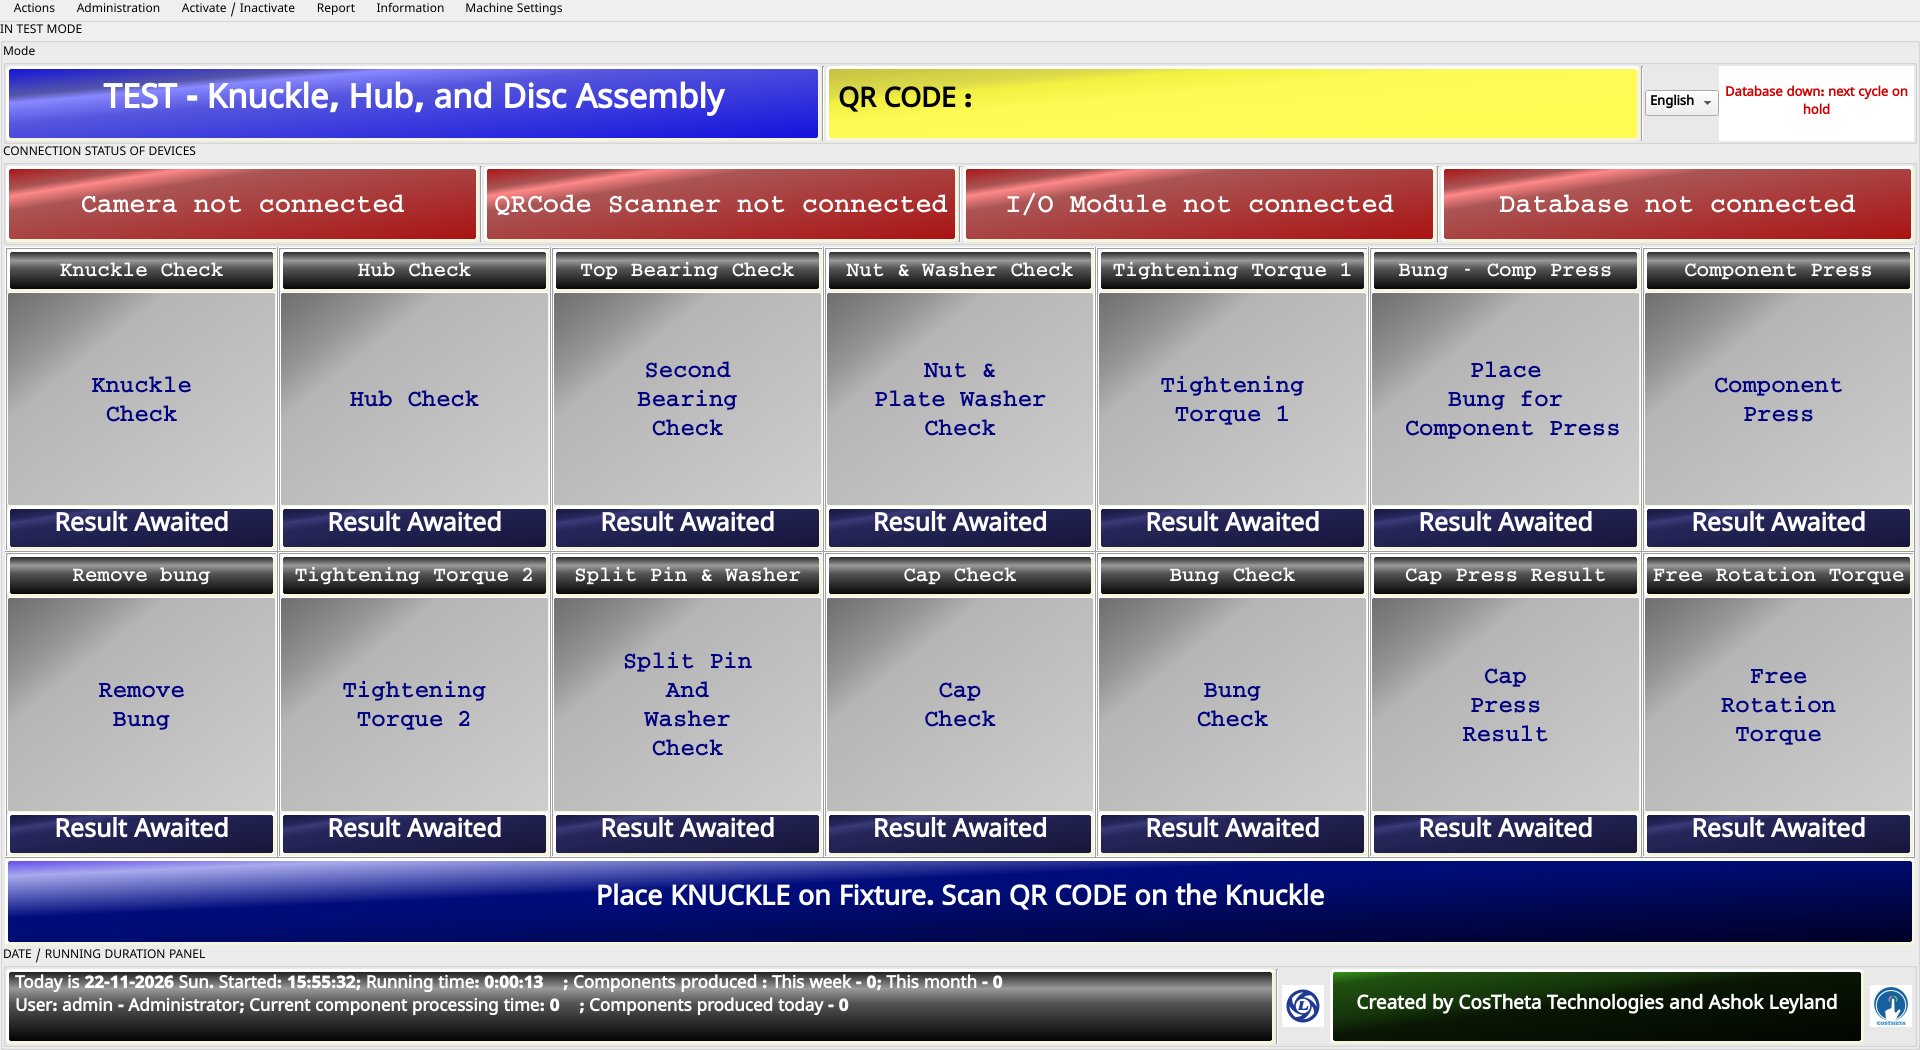 Actions Administration Activate / Inactivate Report Information Machine Settings
IN TEST MODE
Mode
TEST - Knuckle, Hub, and Disc Assembly
QR CODE :
English
Database down: next cycle on
hold
CONNECTION STATUS OF DEVICES
Camera not connected
QRCode Scanner not connected
I/O Module not connected
Database not connected
Knuckle Check
Hub Check
Top Bearing Check
Nut & Washer Check
Tightening Torque 1
Bung - Comp Press
Component Press
Knuckle
Check
Hub Check
Second
Bearing
Check
Nut &
Plate Washer
Check
Tightening
Torque 1
Place
Bung for
Component Press
Component
Press
Result Awaited
Result Awaited
Result Awaited
Result Awaited
Result Awaited
Result Awaited
Result Awaited
Remove bung
Tightening Torque 2
Split Pin & Washer
Cap Check
Bung Check
Cap Press Result
Free Rotation Torque
Remove
Bung
Tightening
Torque 2
Split Pin
And
Washer
Check
Cap
Check
Bung
Check
Cap
Press
Result
Free
Rotation
Torque
Result Awaited
Result Awaited
Result Awaited
Result Awaited
Result Awaited
Result Awaited
Result Awaited
Place KNUCKLE on Fixture. Scan QR CODE on the Knuckle
DATE / RUNNING DURATION PANEL
Today is 22-11-2026 Sun. Started: 15:55:32; Running time: 0:00:13 ; Components produced : This week - 0; This month - 0
User: admin - Administrator; Current component processing time: 0 ; Components produced today - 0
Created by CosTheta Technologies and Ashok Leyland
COSTHETA